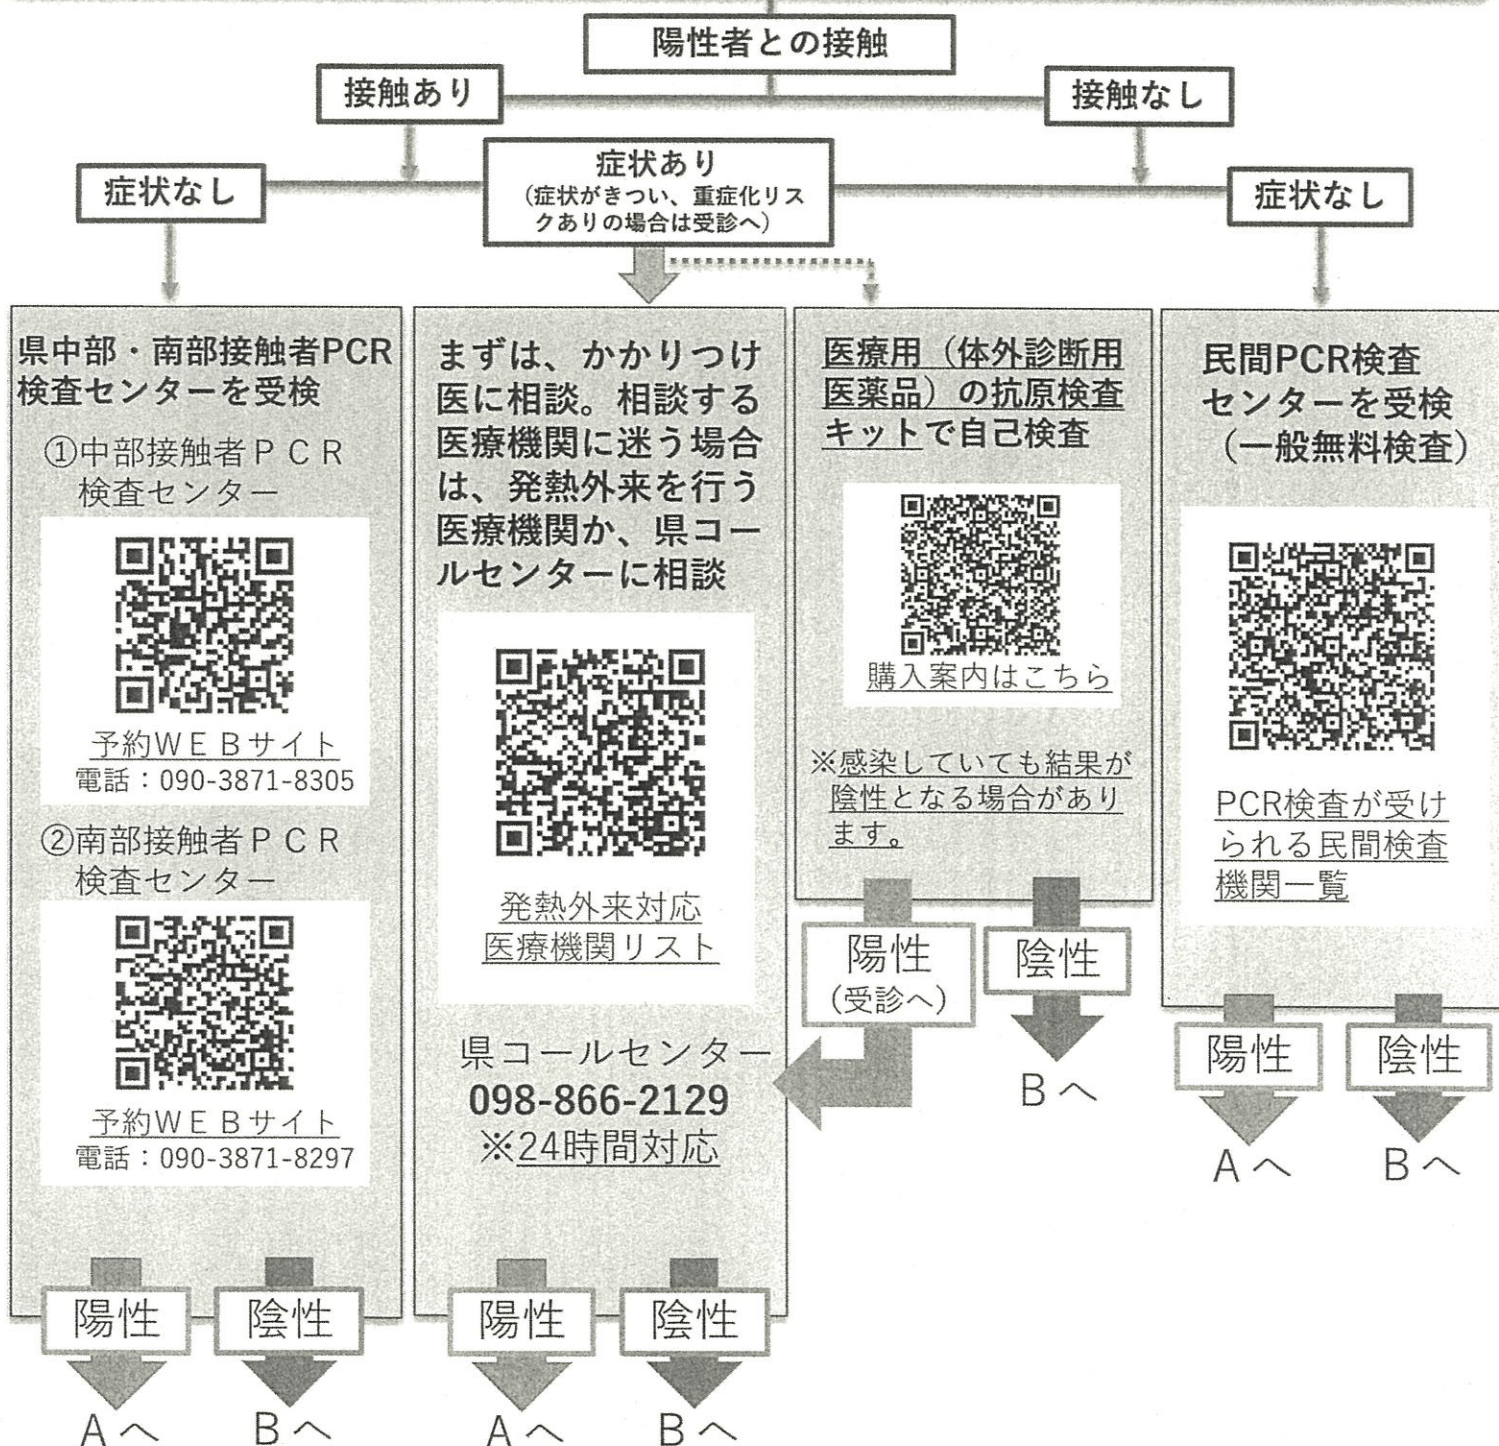 陽性者との接触
接触あり
接触なし
症状なし
症状あり
（症状がきつい、重症化リス
クありの場合は受診へ）
症状なし
県中部・南部接触者PCR
検査センターを受検
①中部接触者ＰＣＲ
検査センター
予約ＷＥＢサイト
電話：090-3871-8305
②南部接触者ＰＣＲ
検査センター
予約ＷＥＢサイト
電話：090-3871-8297
陽性
陰性
Ａへ
Ｂへ
まずは、かかりつけ
医に相談。相談する
医療機関に迷う場合
は、発熱外来を行う
医療機関か、県コー
ルセンターに相談
発熱外来対応
医療機関リスト
県コールセンター
098-866-2129
※24時間対応
陽性
陰性
Ａへ
Ｂへ
医療用（体外診断用
医薬品）の抗原検査
キットで自己検査
購入案内はこちら
※感染していても結果が
陰性となる場合があり
ます。
陽性
（受診へ）
陰性
Ｂへ
民間PCR検査
センターを受検
（一般無料検査）
PCR検査が受け
られる民間検査
機関一覧
陽性
陰性
Ａへ
Ｂへ